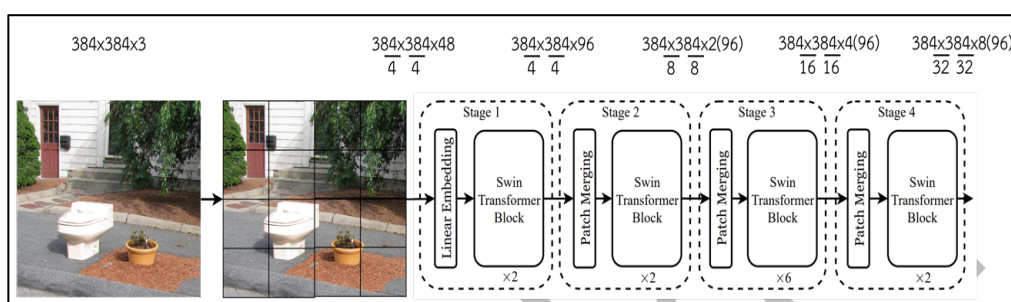 384x384x3
384x384x48
4 4
384x384x96
4 4
384x384x2(96)
8 8
384x384x4(96)
16 16
384x384x8(96)
32 32
Stage 1
Linear Embedding
Swin
Transformer
Block
×2
Stage 2
Patch Merging
Swin
Transformer
Block
×2
Stage 3
Patch Merging
Swin
Transformer
Block
×6
Stage 4
Patch Merging
Swin
Transformer
Block
×2